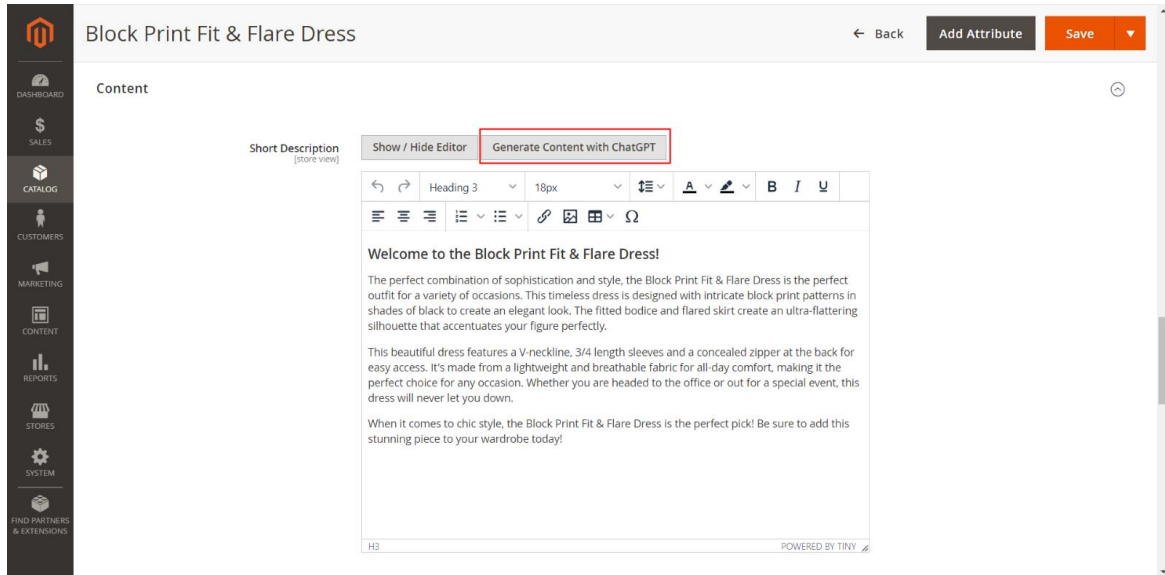 Block Print Fit & Flare Dress
← Back
Add Attribute
Save
DASHBOARD
SALES
CATALOG
CUSTOMERS
MARKETING
CONTENT
REPORTS
STORES
SYSTEM
FIND PARTNERS
& EXTENSIONS
Content
Short Description
[store view]
Show / Hide Editor
Generate Content with ChatGPT
Heading 3
18px
A
B I U
Ω
Welcome to the Block Print Fit & Flare Dress!
The perfect combination of sophistication and style, the Block Print Fit & Flare Dress is the perfect
outfit for a variety of occasions. This timeless dress is designed with intricate block print patterns in
shades of black to create an elegant look. The fitted bodice and flared skirt create an ultra-flattering
silhouette that accentuates your figure perfectly.
This beautiful dress features a V-neckline, 3/4 length sleeves and a concealed zipper at the back for
easy access. It's made from a lightweight and breathable fabric for all-day comfort, making it the
perfect choice for any occasion. Whether you are headed to the office or out for a special event, this
dress will never let you down.
When it comes to chic style, the Block Print Fit & Flare Dress is the perfect pick! Be sure to add this
stunning piece to your wardrobe today!
H3
POWERED BY TINY